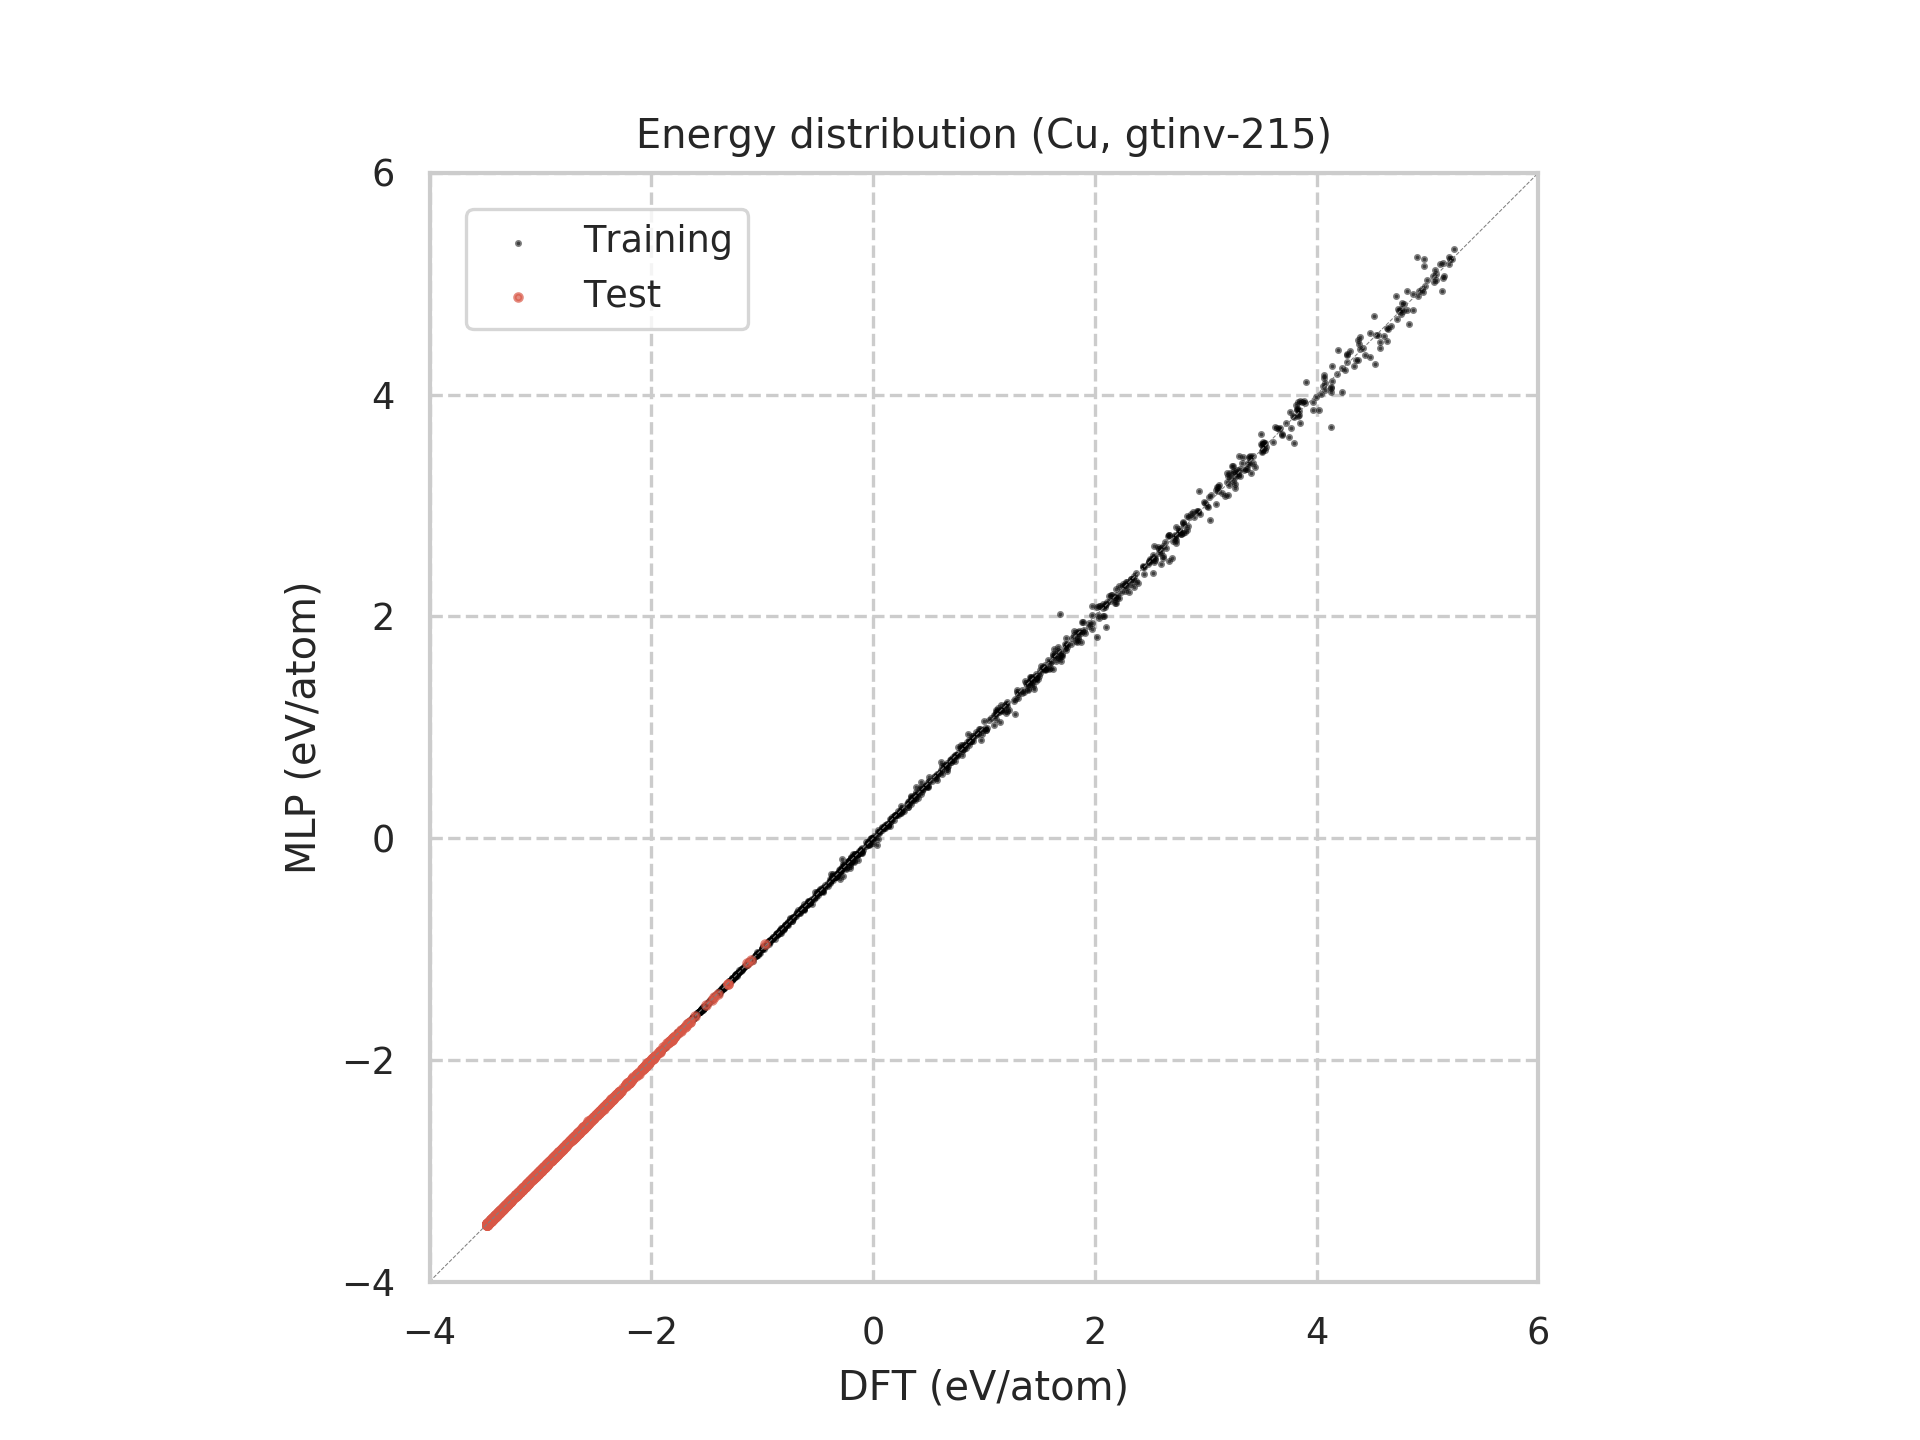 Energy distribution (Cu, gtinv-215)
6
4
2
0
−2
−4
Training
Test
MLP (eV/atom)
−4 −2 0 2 4 6
DFT (eV/atom)